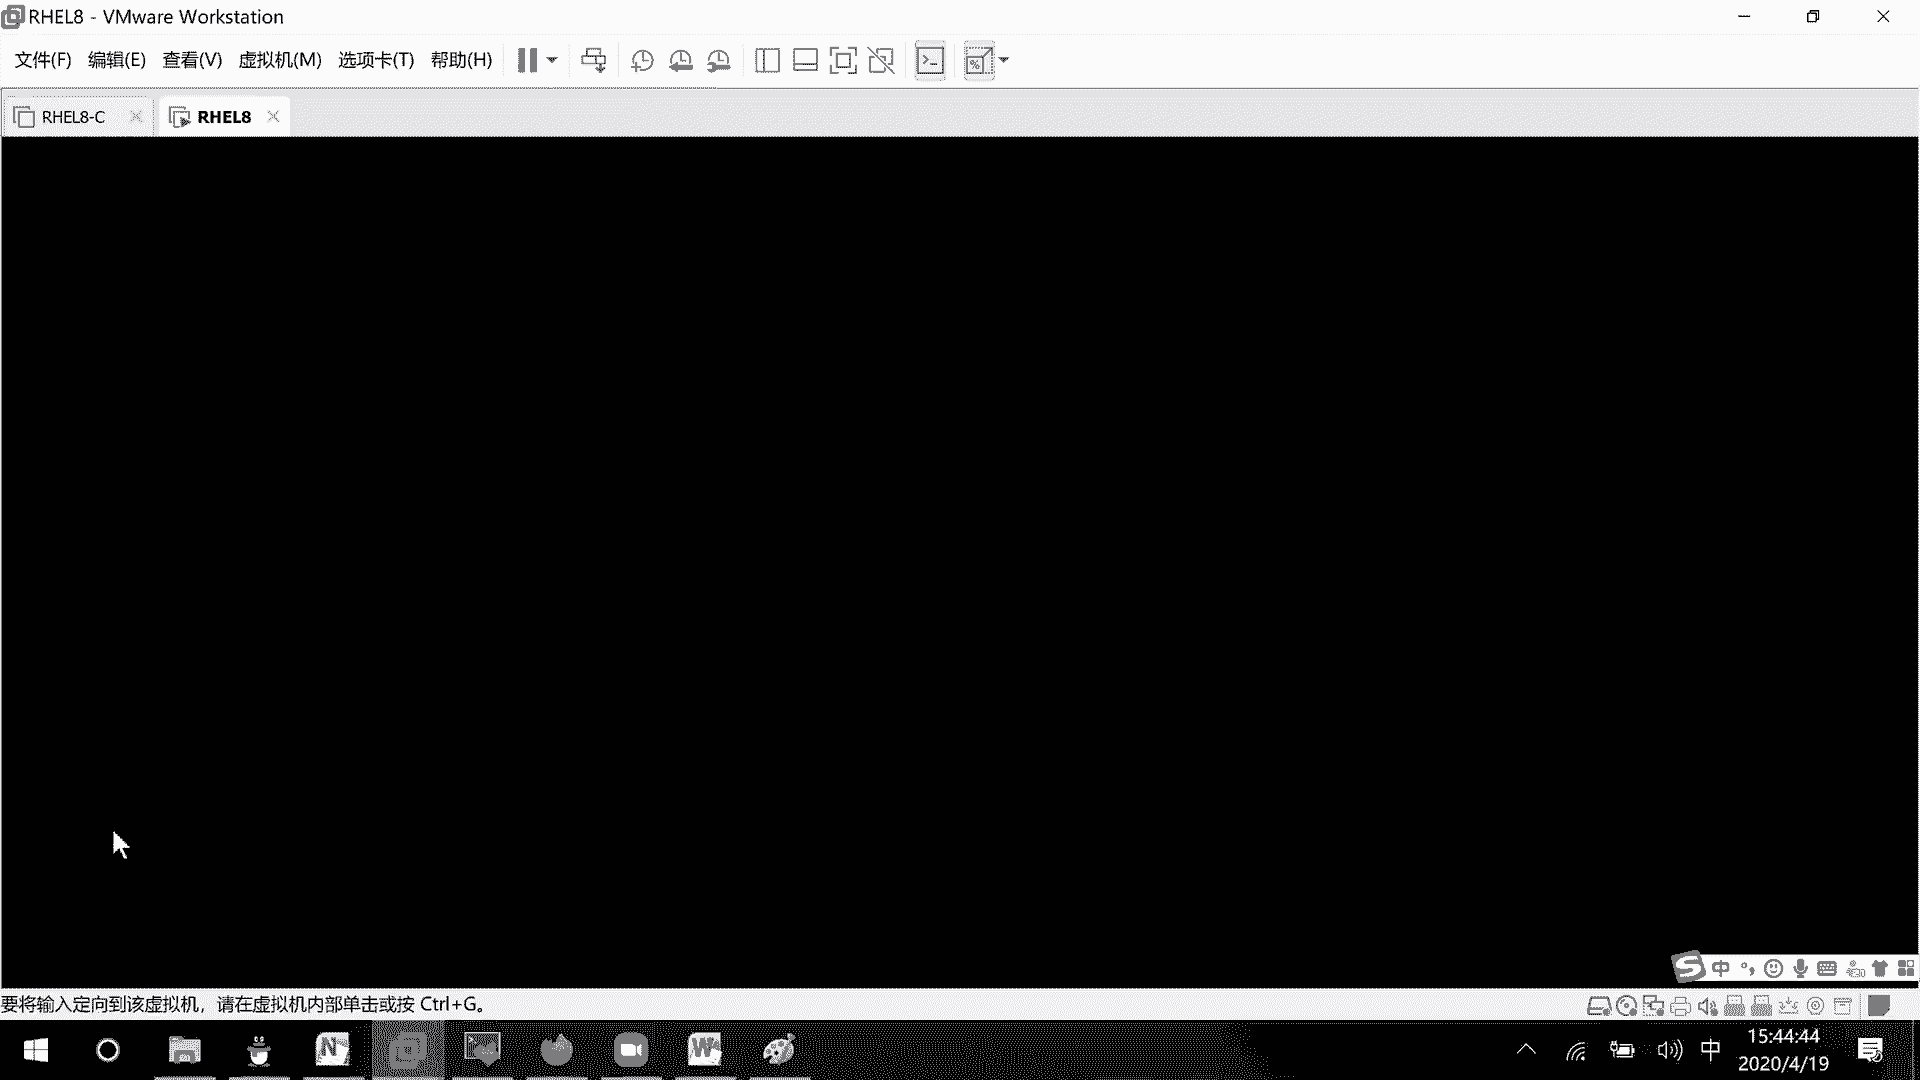 RHEL8 - VMware Workstation
文件(F) 编辑(E) 查看(V) 虚拟机(M) 选项卡(T) 帮助(H)
RHEL8-C RHEL8
中
要将输入定向到该虚拟机，请在虚拟机内部单击或按 Ctrl+G。
中 15:44:44
2020/4/19